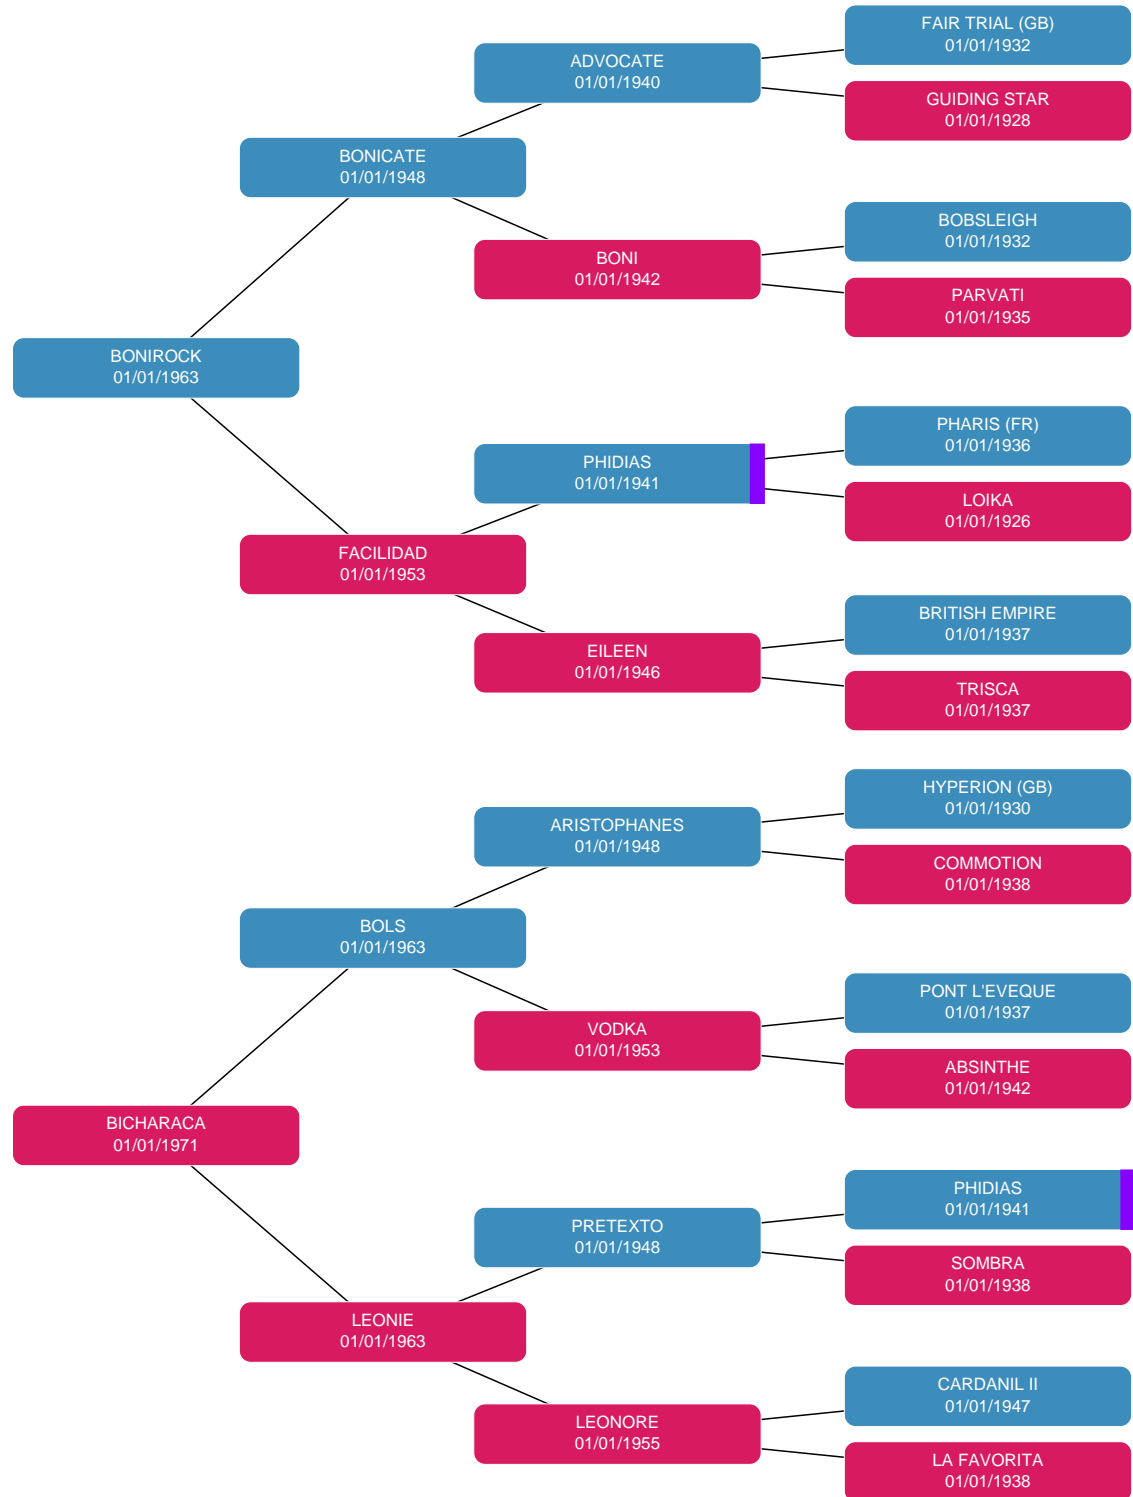 FAIR TRIAL (GB)
01/01/1932
ADVOCATE
01/01/1940
GUIDING STAR
01/01/1928
BONICATE
01/01/1948
BOBSLEIGH
01/01/1932
BONI
01/01/1942
PARVATI
01/01/1935
BONIROCK
01/01/1963
PHARIS (FR)
01/01/1936
PHIDIAS
01/01/1941
LOIKA
01/01/1926
FACILIDAD
01/01/1953
BRITISH EMPIRE
01/01/1937
EILEEN
01/01/1946
TRISCA
01/01/1937
HYPERION (GB)
01/01/1930
ARISTOPHANES
01/01/1948
COMMOTION
01/01/1938
BOLS
01/01/1963
PONT L'EVEQUE
01/01/1937
VODKA
01/01/1953
ABSINTHE
01/01/1942
BICHARACA
01/01/1971
PHIDIAS
01/01/1941
PRETEXTO
01/01/1948
SOMBRA
01/01/1938
LEONIE
01/01/1963
CARDANIL II
01/01/1947
LEONORE
01/01/1955
LA FAVORITA
01/01/1938